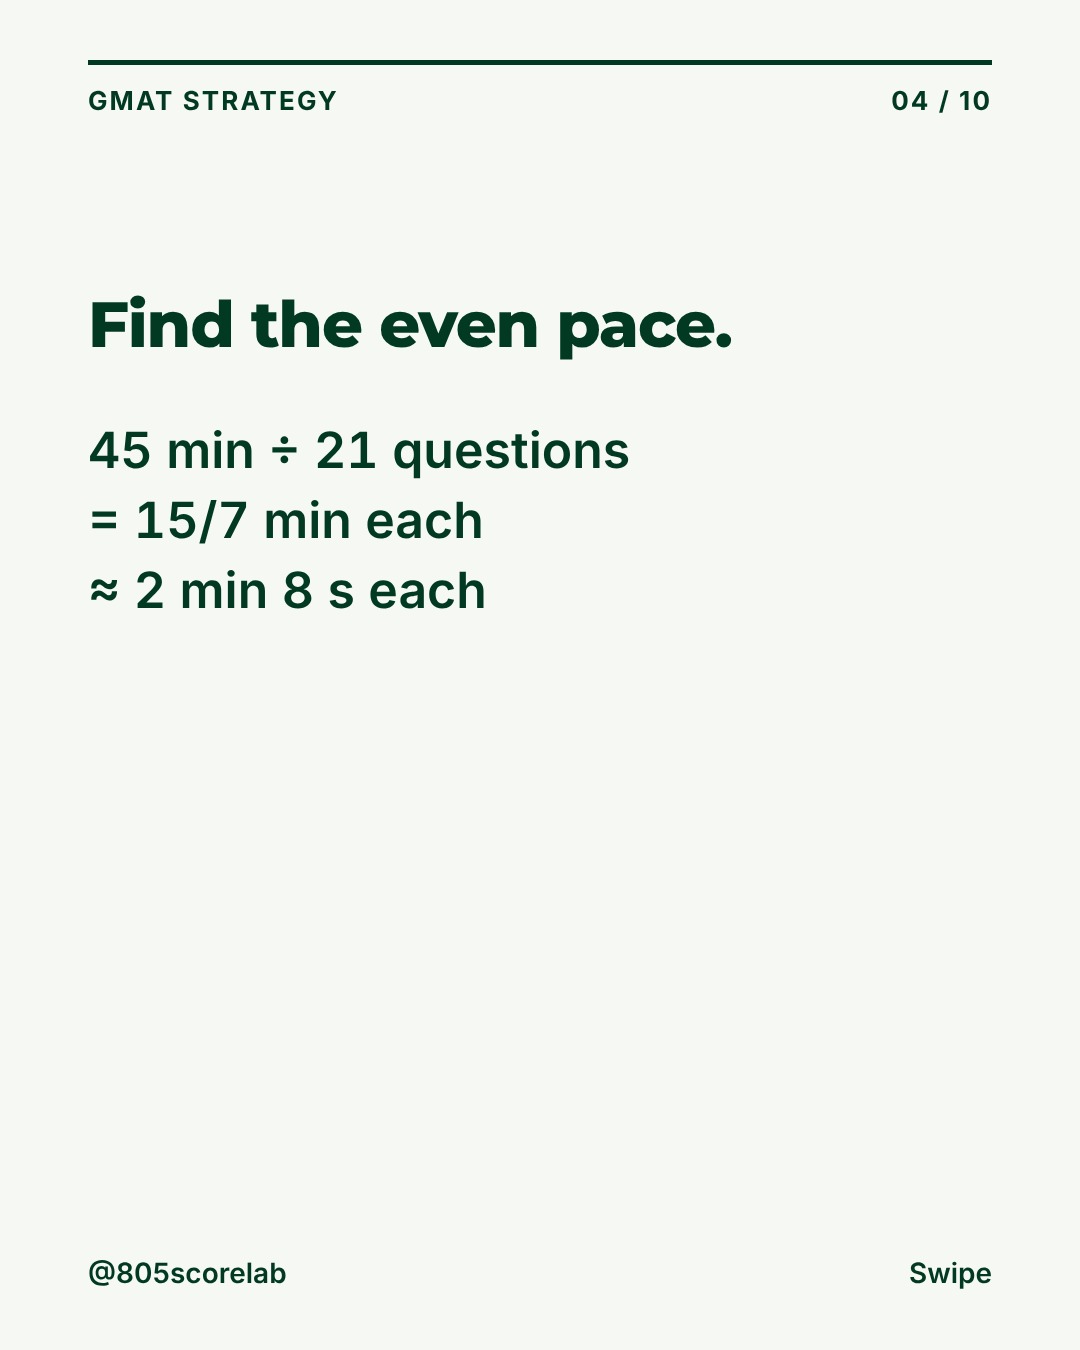 GMAT STRATEGY
04 / 10
Find the even pace.
45 min ÷ 21 questions
= 15/7 min each
≈ 2 min 8 s each
@805scorelab
Swipe